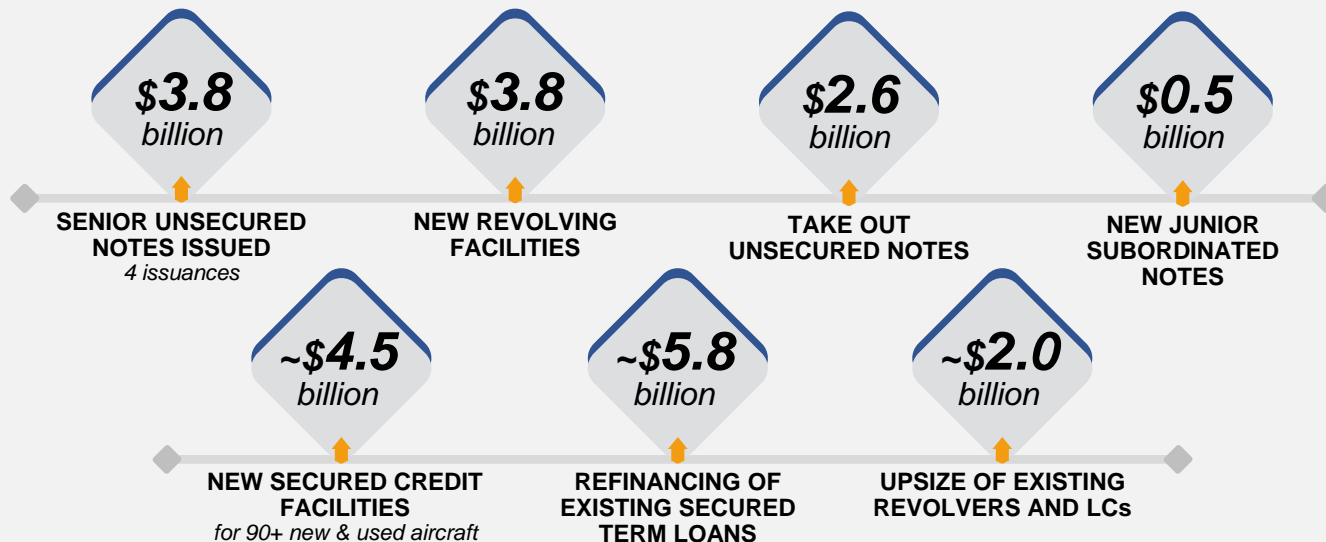 $3.8
billion
SENIOR UNSECURED
NOTES ISSUED
4 issuances
$3.8
billion
NEW REVOLVING
FACILITIES
$2.6
billion
TAKE OUT
UNSECURED NOTES
$0.5
billion
NEW JUNIOR
SUBORDINATED
NOTES
~$4.5
billion
NEW SECURED CREDIT
FACILITIES
for 90+ new & used aircraft
~$5.8
billion
REFINANCING OF
EXISTING SECURED
TERM LOANS
~$2.0
billion
UPSIZE OF EXISTING
REVOLVERS AND LCs